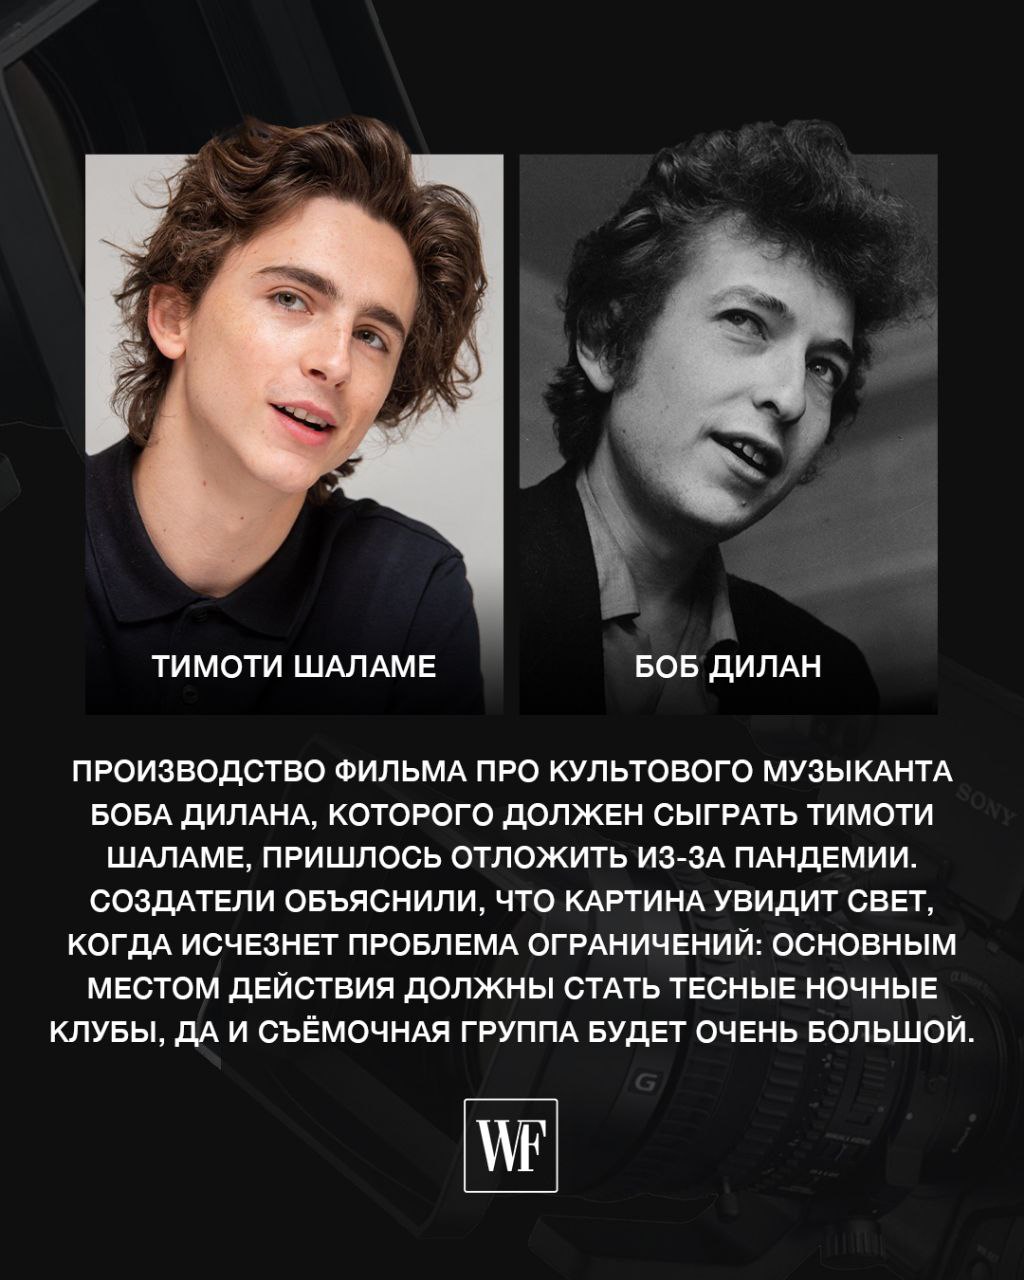 ТИМОТИ ШАЛАМЕ
БОБ ДИЛАН
ПРОИЗВОДСТВО ФИЛЬМА ПРО КУЛЬТОВОГО МУЗЫКАНТА
БОБА ДИЛАНА, КОТОРОГО ДОЛЖЕН СЫГРАТЬ ТИМОТИ
ШАЛАМЕ, ПРИШЛОСЬ ОТЛОЖИТЬ ИЗ-ЗА ПАНДЕМИИ.
СОЗДАТЕЛИ ОБЪЯСНИЛИ, ЧТО КАРТИНА УВИДИТ СВЕТ,
КОГДА ИСЧЕЗНЕТ ПРОБЛЕМА ОГРАНИЧЕНИЙ: ОСНОВНЫМ
МЕСТОМ ДЕЙСТВИЯ ДОЛЖНЫ СТАТЬ ТЕСНЫЕ НОЧНЫЕ
КЛУБЫ, ДА И СЪЁМОЧНАЯ ГРУППА БУДЕТ ОЧЕНЬ БОЛЬШОЙ.
SONY
G
WF